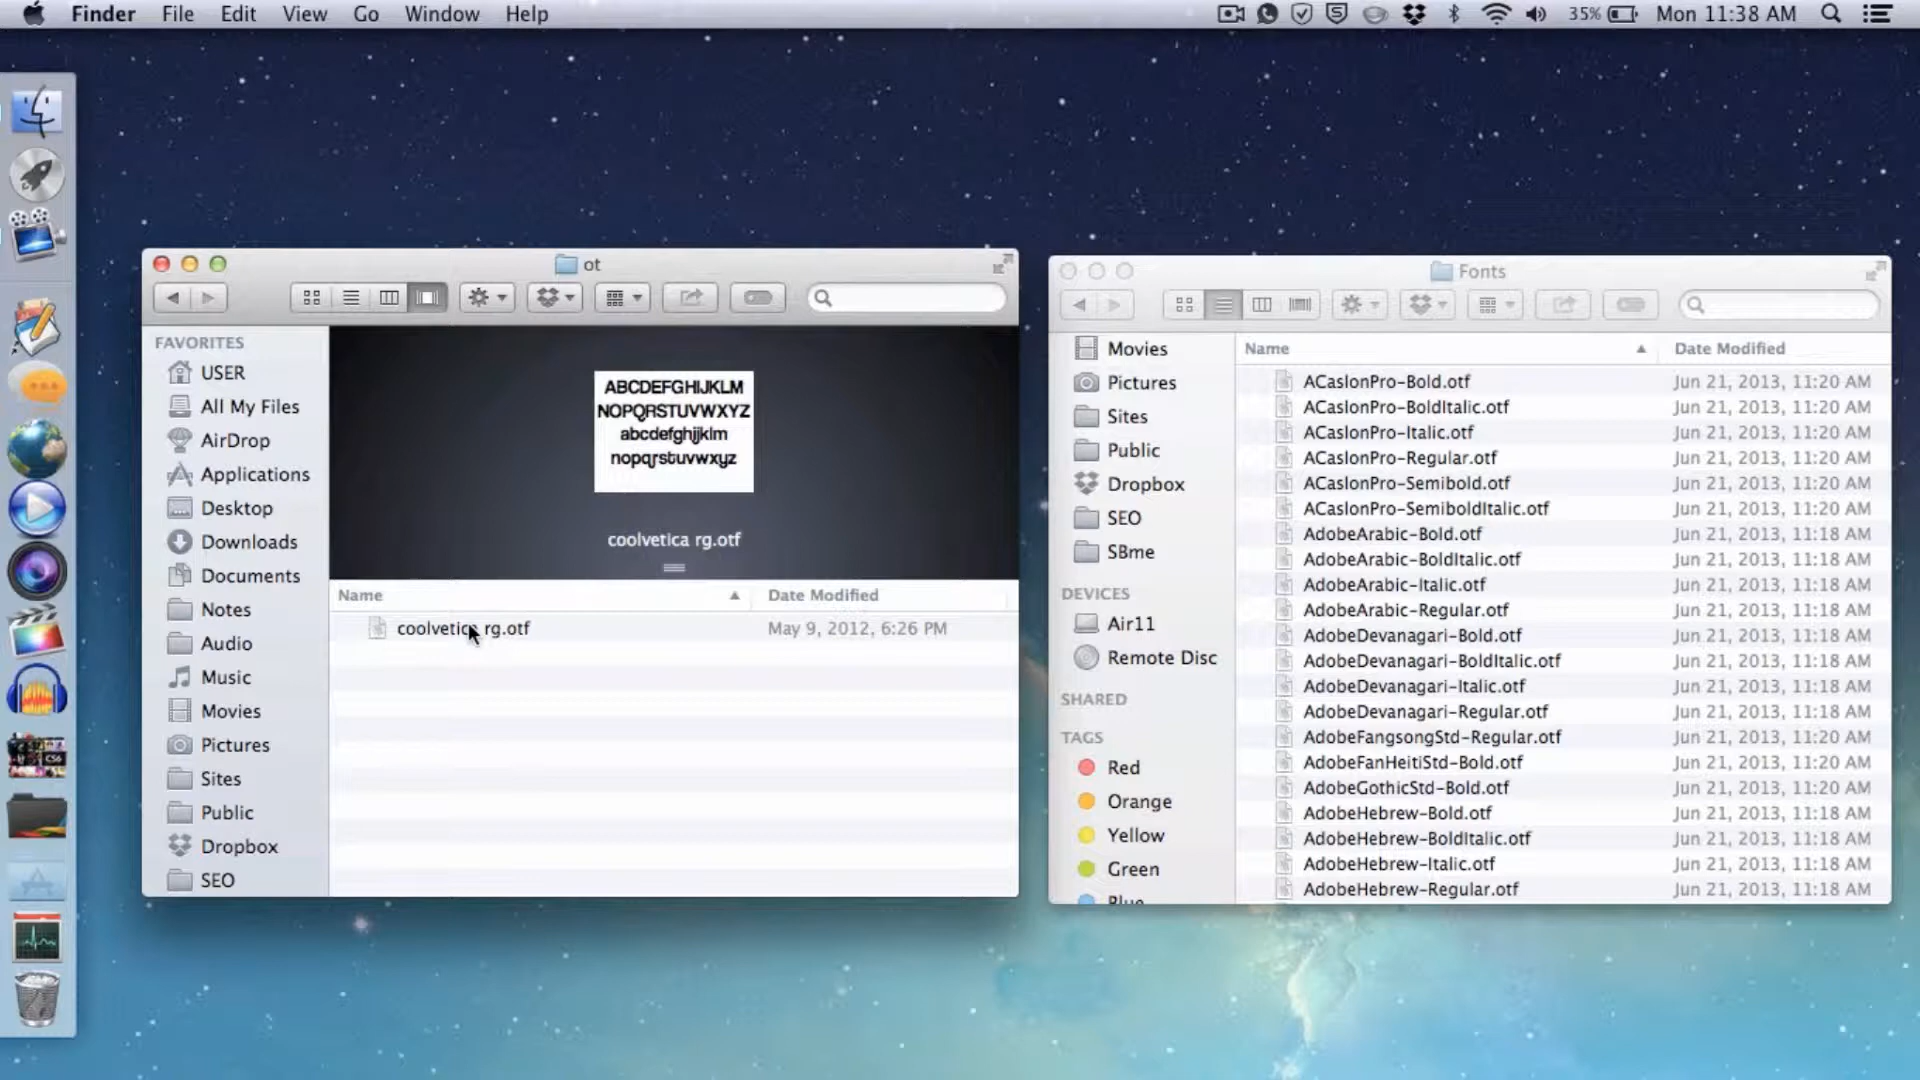 Finder File Edit View Go Window Help
35% Mon 11:38 AM
ot
FAVORITES
USER
All My Files
AirDrop
Applications
Desktop
Downloads
Documents
Notes
Audio
Music
Movies
Pictures
Sites
Public
Dropbox
SEO
ABCDEFGHIJKLM
NOPQRSTUVWXYZ
abcdefghijklm
nopqrstuvwxyz
coolvetica rg.otf
Name Date Modified
coolvetica rg.otf May 9, 2012, 6:26 PM
Fonts
Movies
Pictures
Sites
Public
Dropbox
SEO
SBme
DEVICES
Air11
Remote Disc
SHARED
TAGS
Red
Orange
Yellow
Green
Blue
Name Date Modified
ACaslonPro-Bold.otf Jun 21, 2013, 11:20 AM
ACaslonPro-BoldItalic.otf Jun 21, 2013, 11:20 AM
ACaslonPro-Italic.otf Jun 21, 2013, 11:20 AM
ACaslonPro-Regular.otf Jun 21, 2013, 11:20 AM
ACaslonPro-Semibold.otf Jun 21, 2013, 11:20 AM
ACaslonPro-SemiboldItalic.otf Jun 21, 2013, 11:20 AM
AdobeArabic-Bold.otf Jun 21, 2013, 11:18 AM
AdobeArabic-BoldItalic.otf Jun 21, 2013, 11:18 AM
AdobeArabic-Italic.otf Jun 21, 2013, 11:18 AM
AdobeArabic-Regular.otf Jun 21, 2013, 11:18 AM
AdobeDevanagari-Bold.otf Jun 21, 2013, 11:18 AM
AdobeDevanagari-BoldItalic.otf Jun 21, 2013, 11:18 AM
AdobeDevanagari-Italic.otf Jun 21, 2013, 11:18 AM
AdobeDevanagari-Regular.otf Jun 21, 2013, 11:18 AM
AdobeFangsongStd-Regular.otf Jun 21, 2013, 11:18 AM
AdobeFanHeitiStd-Bold.otf Jun 21, 2013, 11:18 AM
AdobeGothicStd-Bold.otf Jun 21, 2013, 11:20 AM
AdobeHebrew-Bold.otf Jun 21, 2013, 11:18 AM
AdobeHebrew-BoldItalic.otf Jun 21, 2013, 11:18 AM
AdobeHebrew-Italic.otf Jun 21, 2013, 11:18 AM
AdobeHebrew-Regular.otf Jun 21, 2013, 11:18 AM